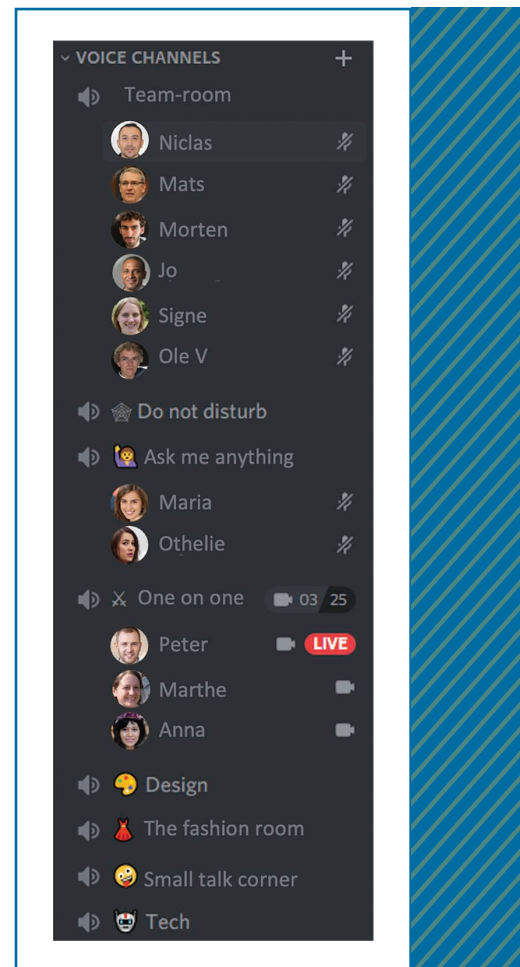 VOICE CHANNELS
Team-room
Niclas
Mats
Morten
Jo
Signe
Ole V
Do not disturb
Ask me anything
Maria
Othelie
One on one 03 25
Peter LIVE
Marthe
Anna
Design
The fashion room
Small talk corner
Tech